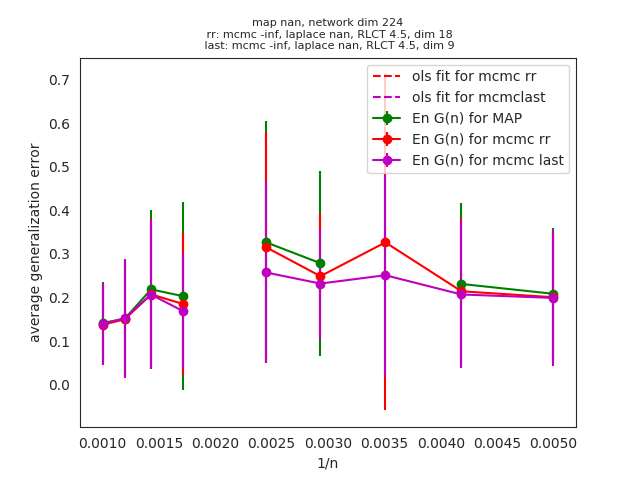 map nan, network dim 224
rr: mcmc -inf, laplace nan, RLCT 4.5, dim 18
last: mcmc -inf, laplace nan, RLCT 4.5, dim 9
ols fit for mcmc rr
ols fit for mcmclast
En G(n) for MAP
En G(n) for mcmc rr
En G(n) for mcmc last
average generalization error
0.7
0.6
0.5
0.4
0.3
0.2
0.1
0.0
0.0010 0.0015 0.0020 0.0025 0.0030 0.0035 0.0040 0.0045 0.0050
1/n